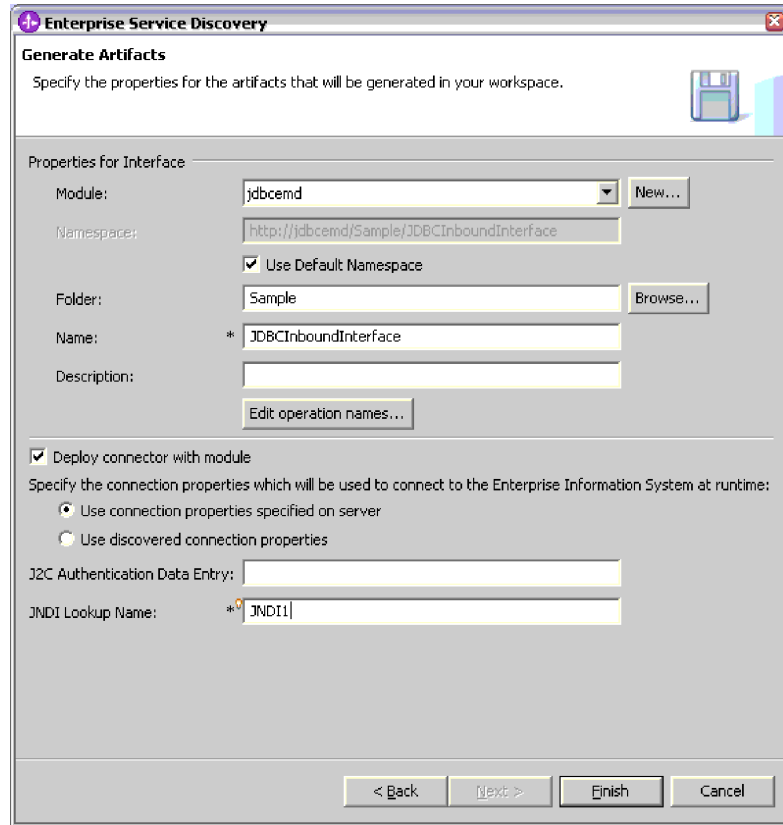 Enterprise Service Discovery
Generate Artifacts
Specify the properties for the artifacts that will be generated in your workspace.
Properties for Interface
Module: jdbcemd New...
Namespace: http://jdbcemd/Sample/JDBCInboundInterface
Use Default Namespace
Folder: Sample Browse...
Name: * JDBCInboundInterface
Description:
Edit operation names...
Deploy connector with module
Specify the connection properties which will be used to connect to the Enterprise Information System at runtime:
Use connection properties specified on server
Use discovered connection properties
J2C Authentication Data Entry:
JNDI Lookup Name: * JNDI1
< Back Next > Finish Cancel